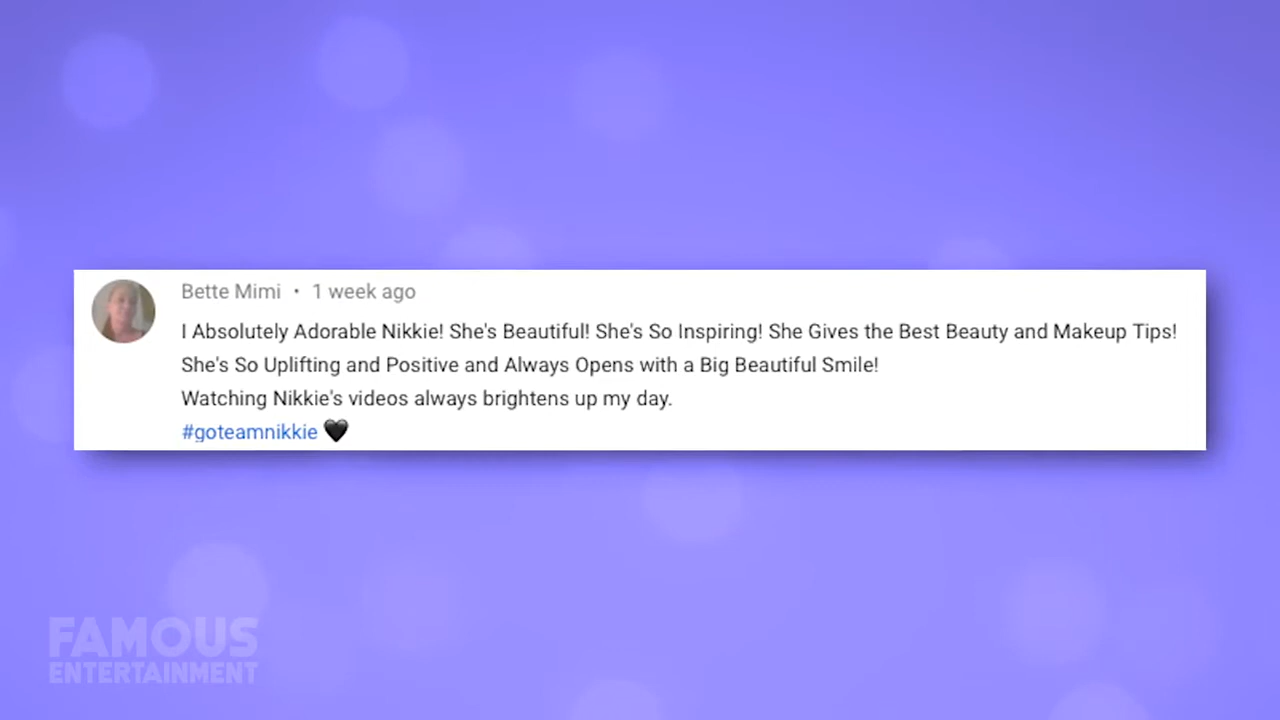 Bette Mimi • 1 week ago
I Absolutely Adorable Nikkie! She's Beautiful! She's So Inspiring! She Gives the Best Beauty and Makeup Tips!
She's So Uplifting and Positive and Always Opens with a Big Beautiful Smile!
Watching Nikkie's videos always brightens up my day.
#goteamnikkie 🖤
FAMOUS
ENTERTAINMENT